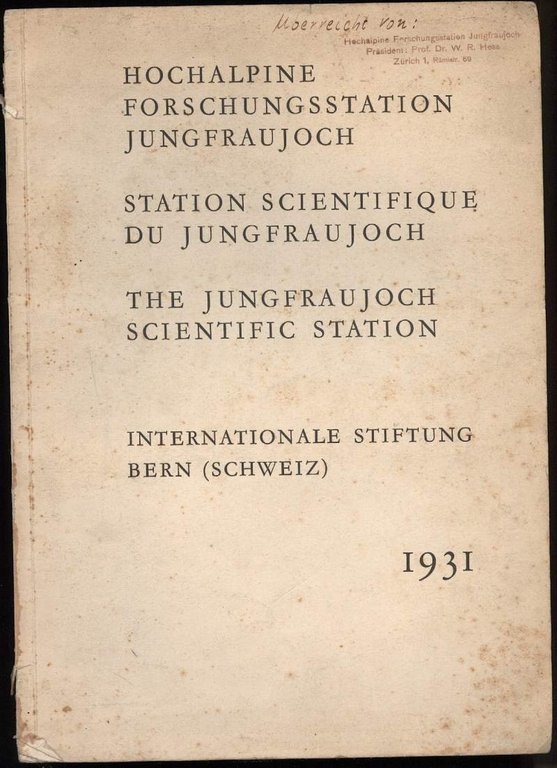 Überreicht von:
Hochalpine Forschungsstation Jungfraujoch
Präsident: Prof. Dr. W. R. Hess
Zürich 1, Rämistr. 69
HOCHALPINE
FORSCHUNGSSTATION
JUNGFRAUJOCH
STATION SCIENTIFIQUE
DU JUNGFRAUJOCH
THE JUNGFRAUJOCH
SCIENTIFIC STATION
INTERNATIONALE STIFTUNG
BERN (SCHWEIZ)
1931